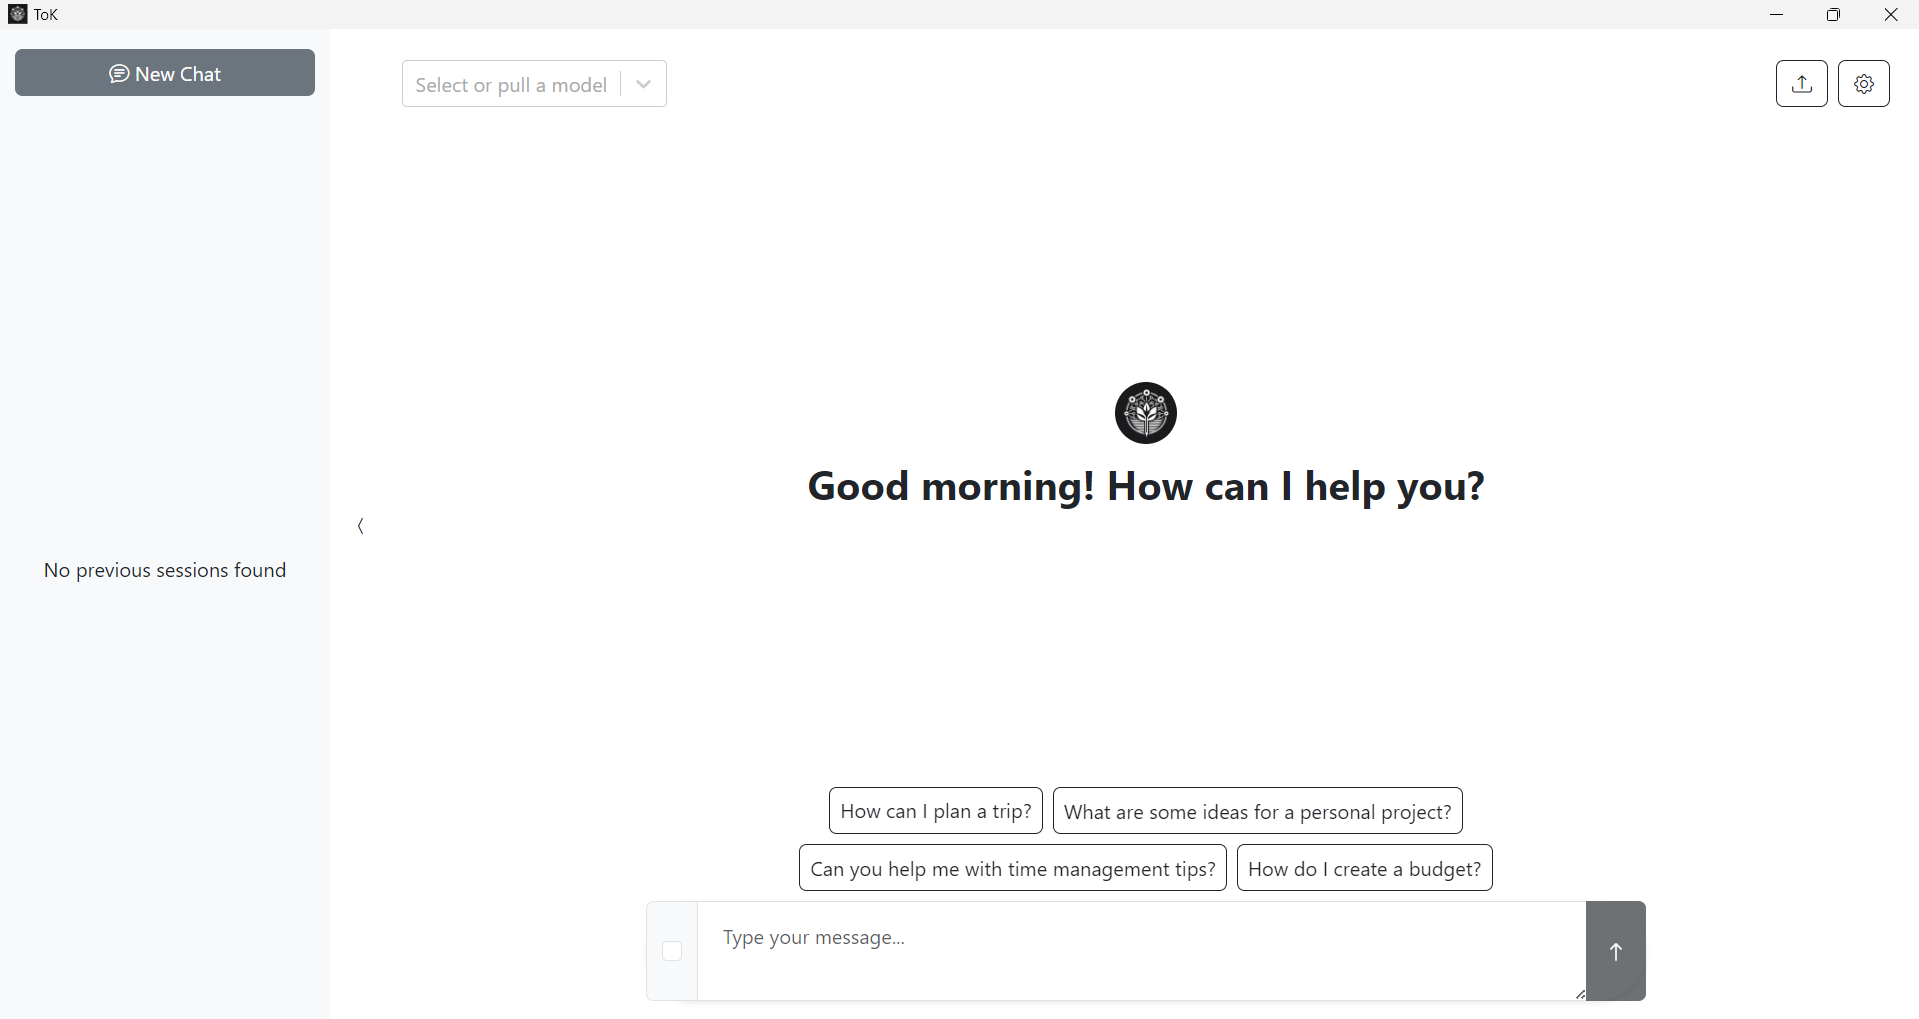 ToK
New Chat
Select or pull a model
No previous sessions found
Good morning! How can I help you?
How can I plan a trip?
What are some ideas for a personal project?
Can you help me with time management tips?
How do I create a budget?
Type your message...